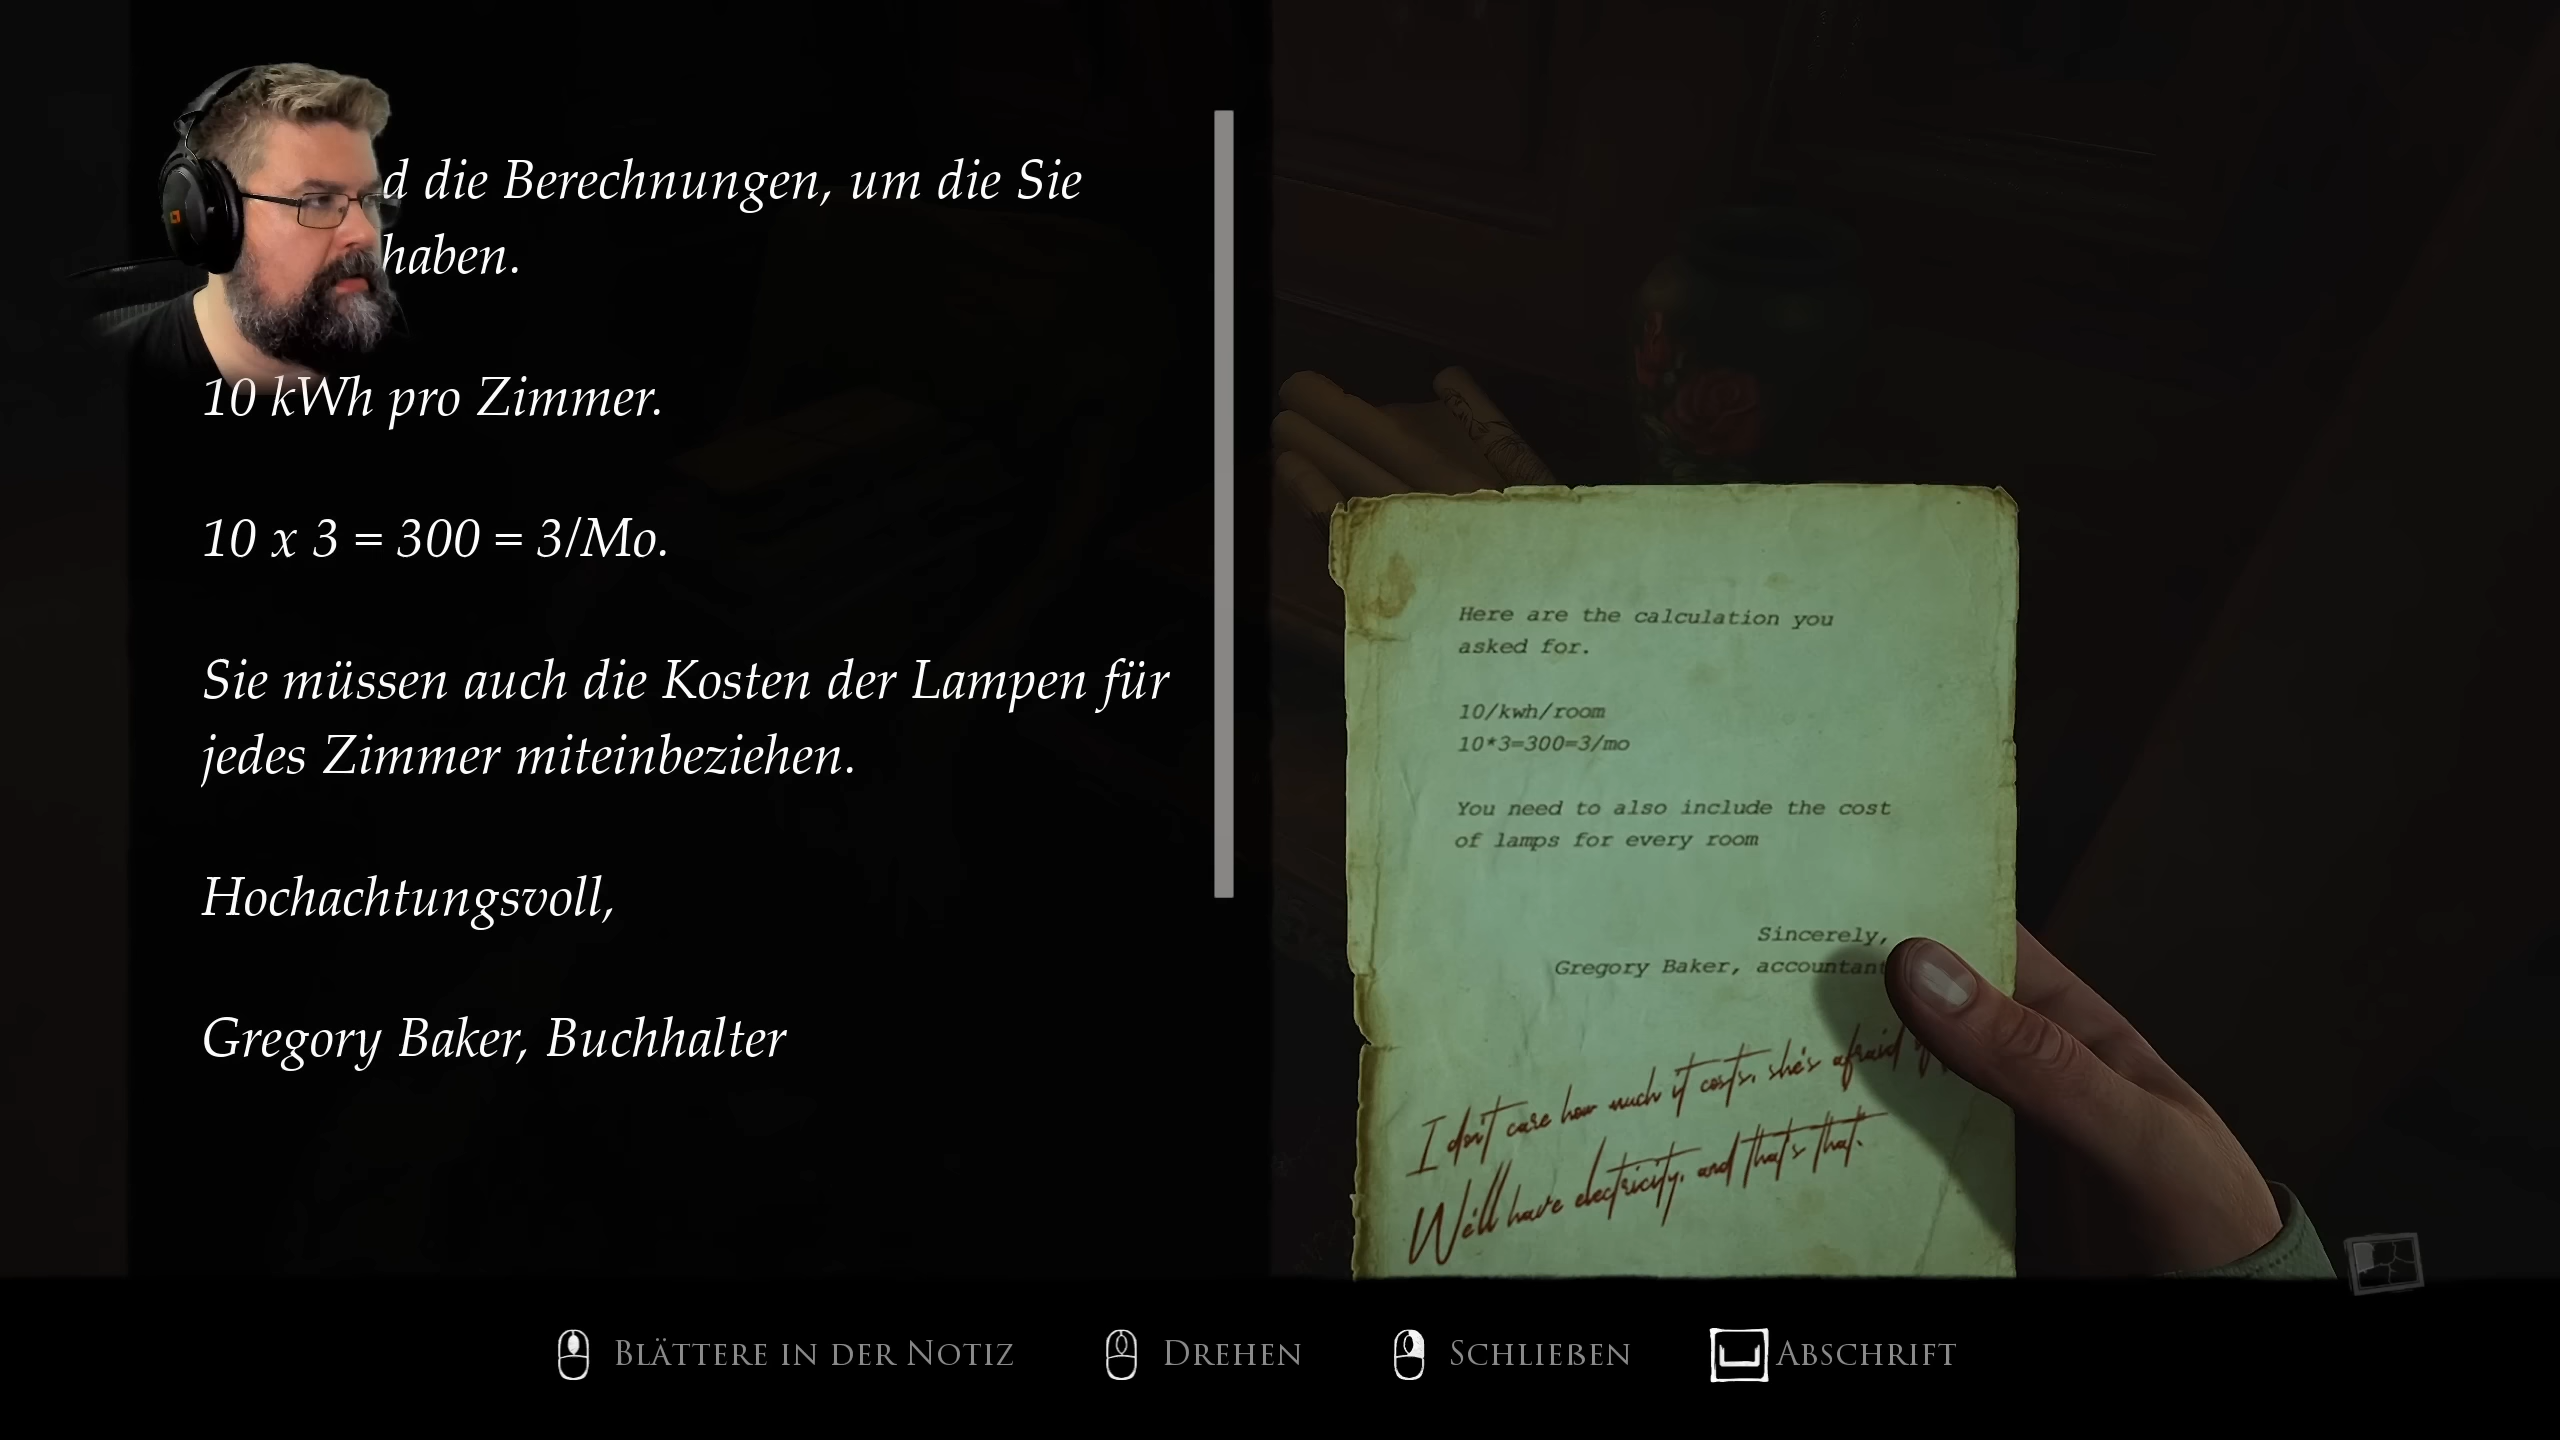 d die Berechnungen, um die Sie
haben.
10 kWh pro Zimmer.
10 x 3 = 300 = 3/Mo.
Sie müssen auch die Kosten der Lampen für
jedes Zimmer miteinbeziehen.
Hochachtungsvoll,
Gregory Baker, Buchhalter
Here are the calculation you
asked for.
10/kwh/room
10*3=300=3/mo
You need to also include the cost
of lamps for every room
Sincerely,
Gregory Baker, accountant
I don't care how much it costs, she's afraid
We'll have electricity, and that's that.
BLÄTTERE IN DER NOTIZ
DREHEN
SCHLIEẞEN
ABSCHRIFT